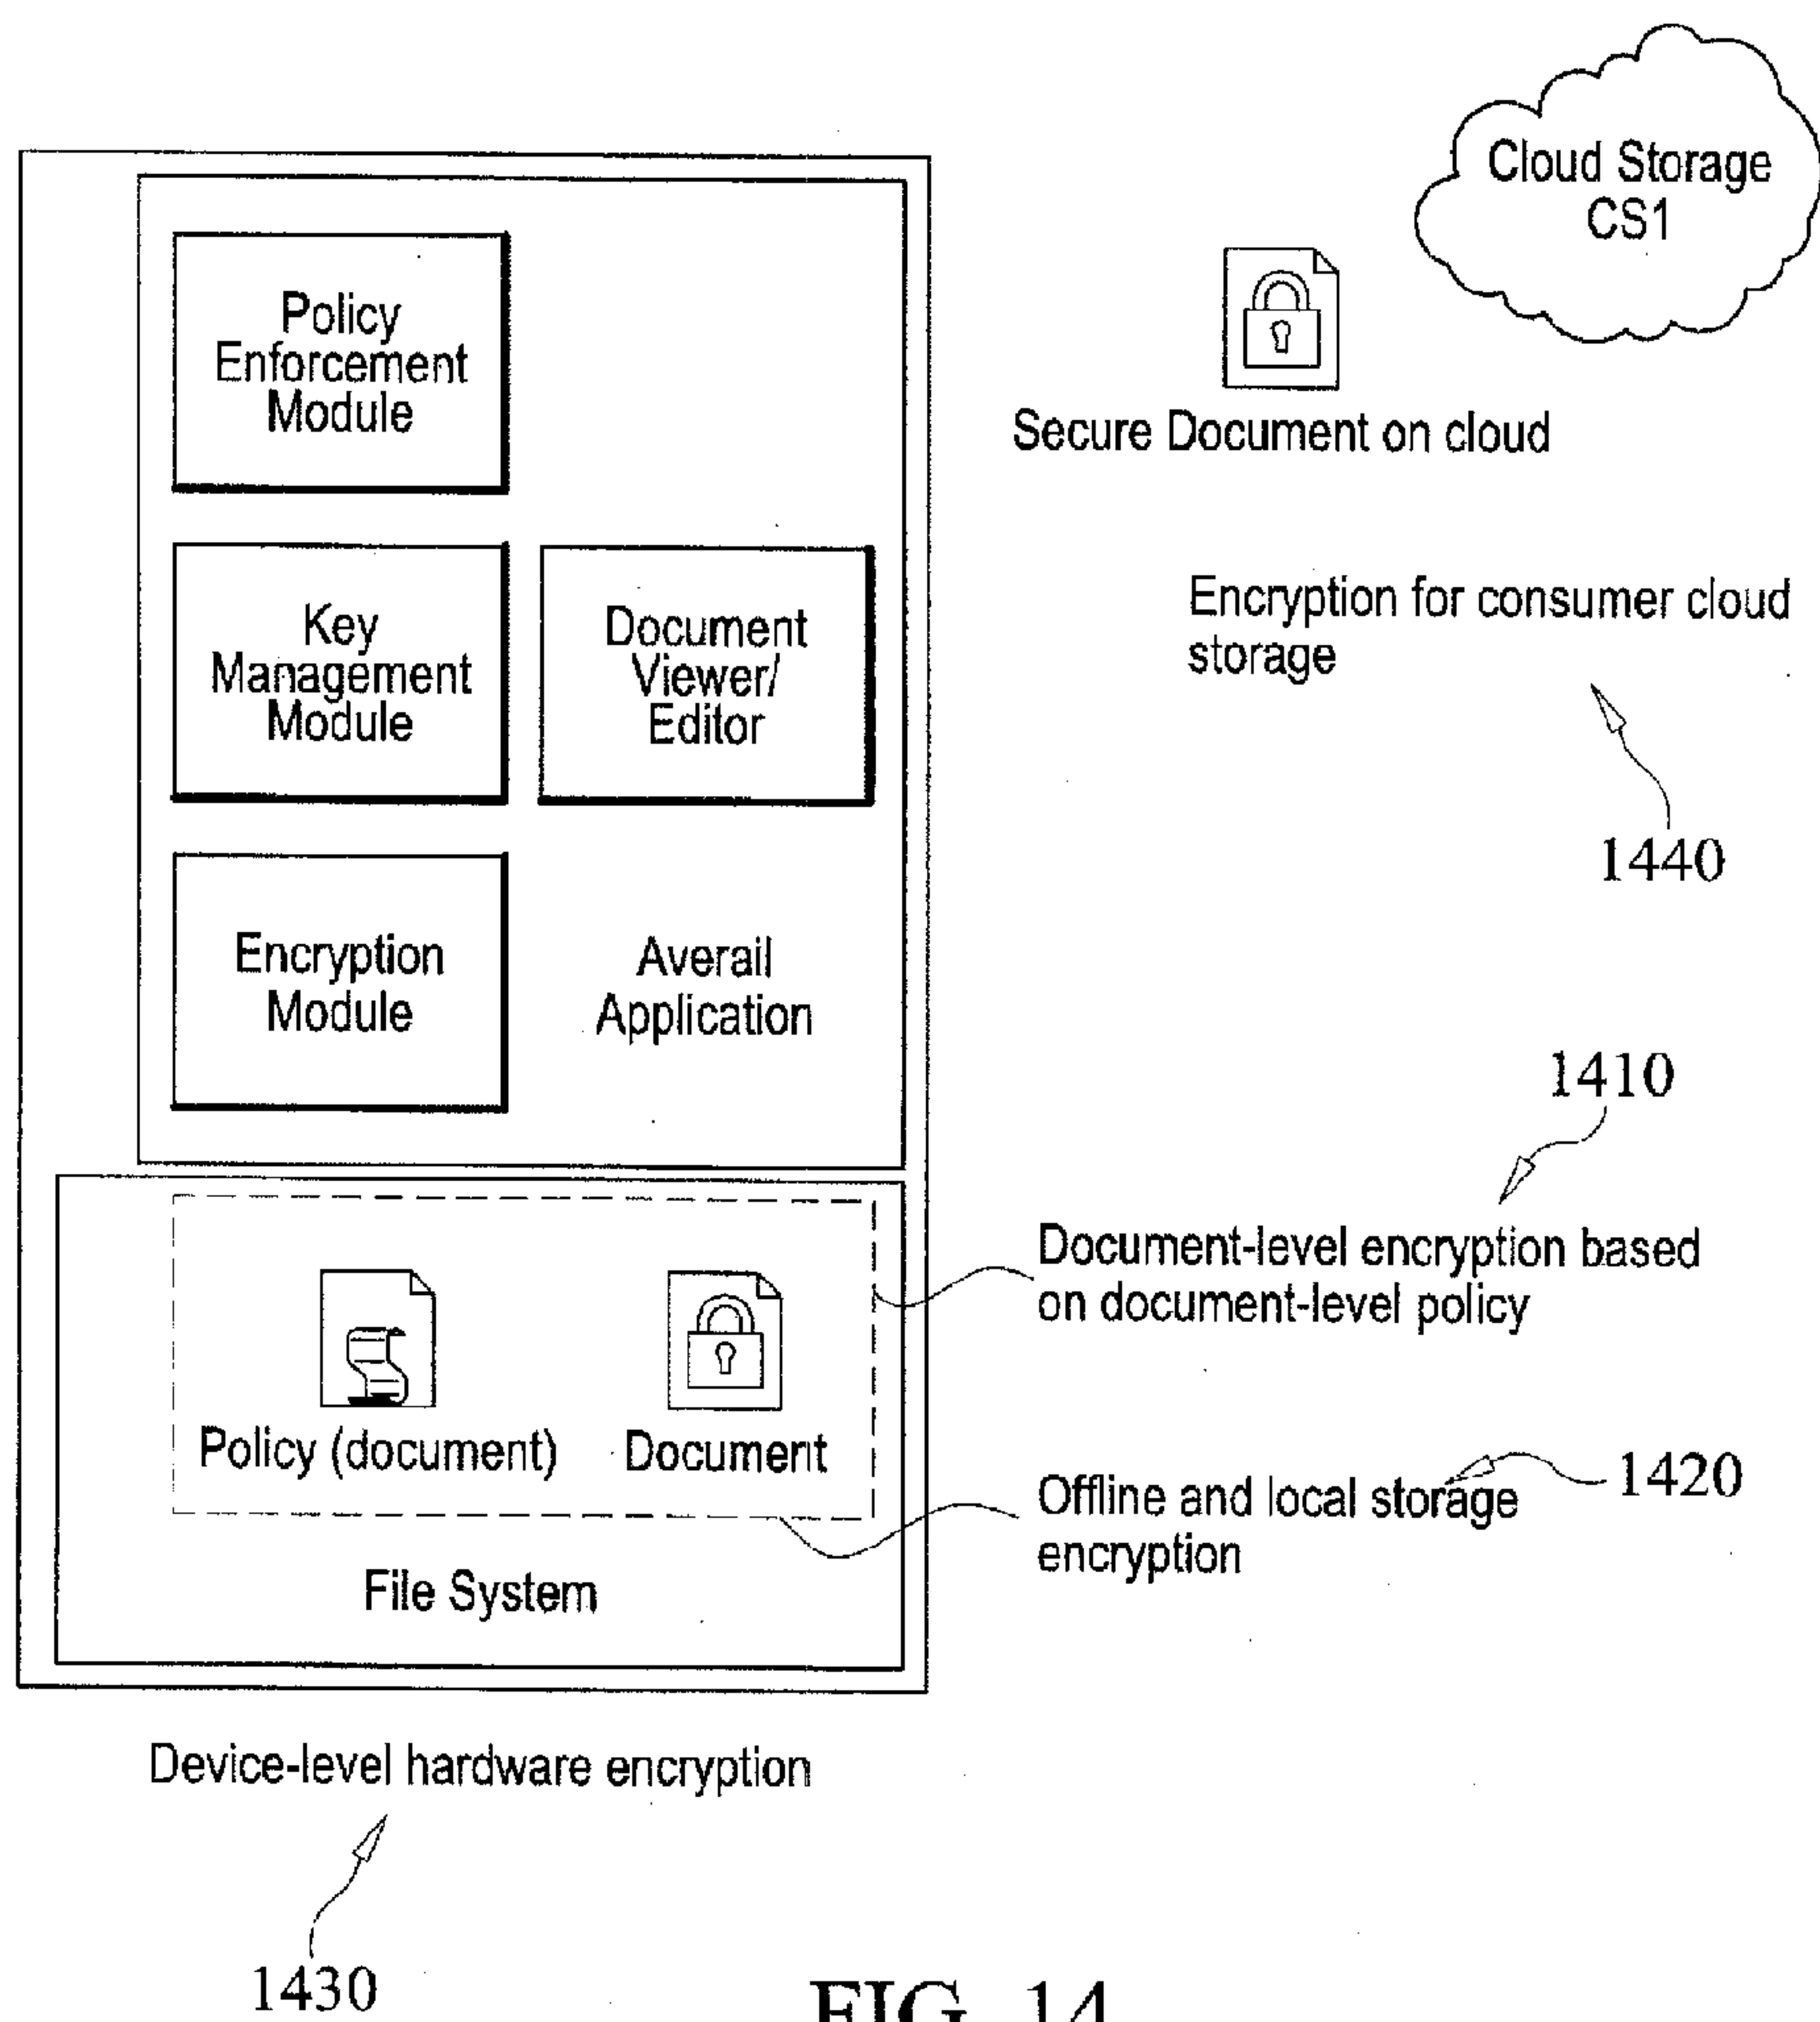 Cloud Storage
CS1
Secure Document on cloud
Policy
Enforcement
Module
Key
Management
Module
Document
Viewer/
Editor
Encryption for consumer cloud
storage
1440
Encryption
Module
Averail
Application
1410
Document-level encryption based
on document-level policy
Policy (document)
Document
1420
Offline and local storage
encryption
File System
Device-level hardware encryption
1430
FIG. 14